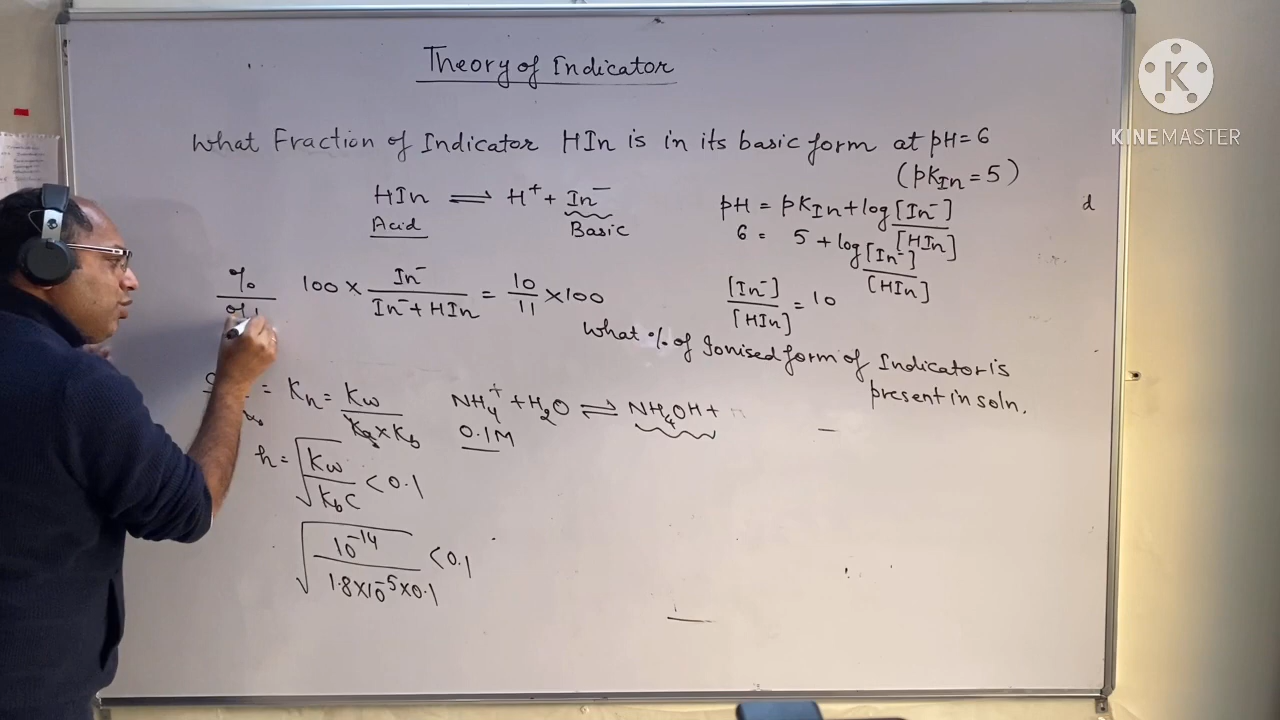 Theory of Indicator
KINEMASTER
What Fraction of Indicator HIn is in its basic form at pH = 6
(pK_In = 5)
HIn ⇌ H⁺ + In⁻
Acid
Basic
pH = pK_In + log [In⁻] / [HIn]
6 = 5 + log [In⁻] / [HIn]
d
%
100 × In⁻ / (In⁻ + HIn) = 10/11 × 100
[In⁻] / [HIn] = 10
What % of Ionised form of Indicator is
present in soln.
= K_h = K_w / (K_a × K_b)
NH₄⁺ + H₂O ⇌ NH₄OH +
0.1M
h = √(K_w / (K_b C)) < 0.1
√(10⁻¹⁴ / (1.8×10⁻⁵×0.1)) < 0.1